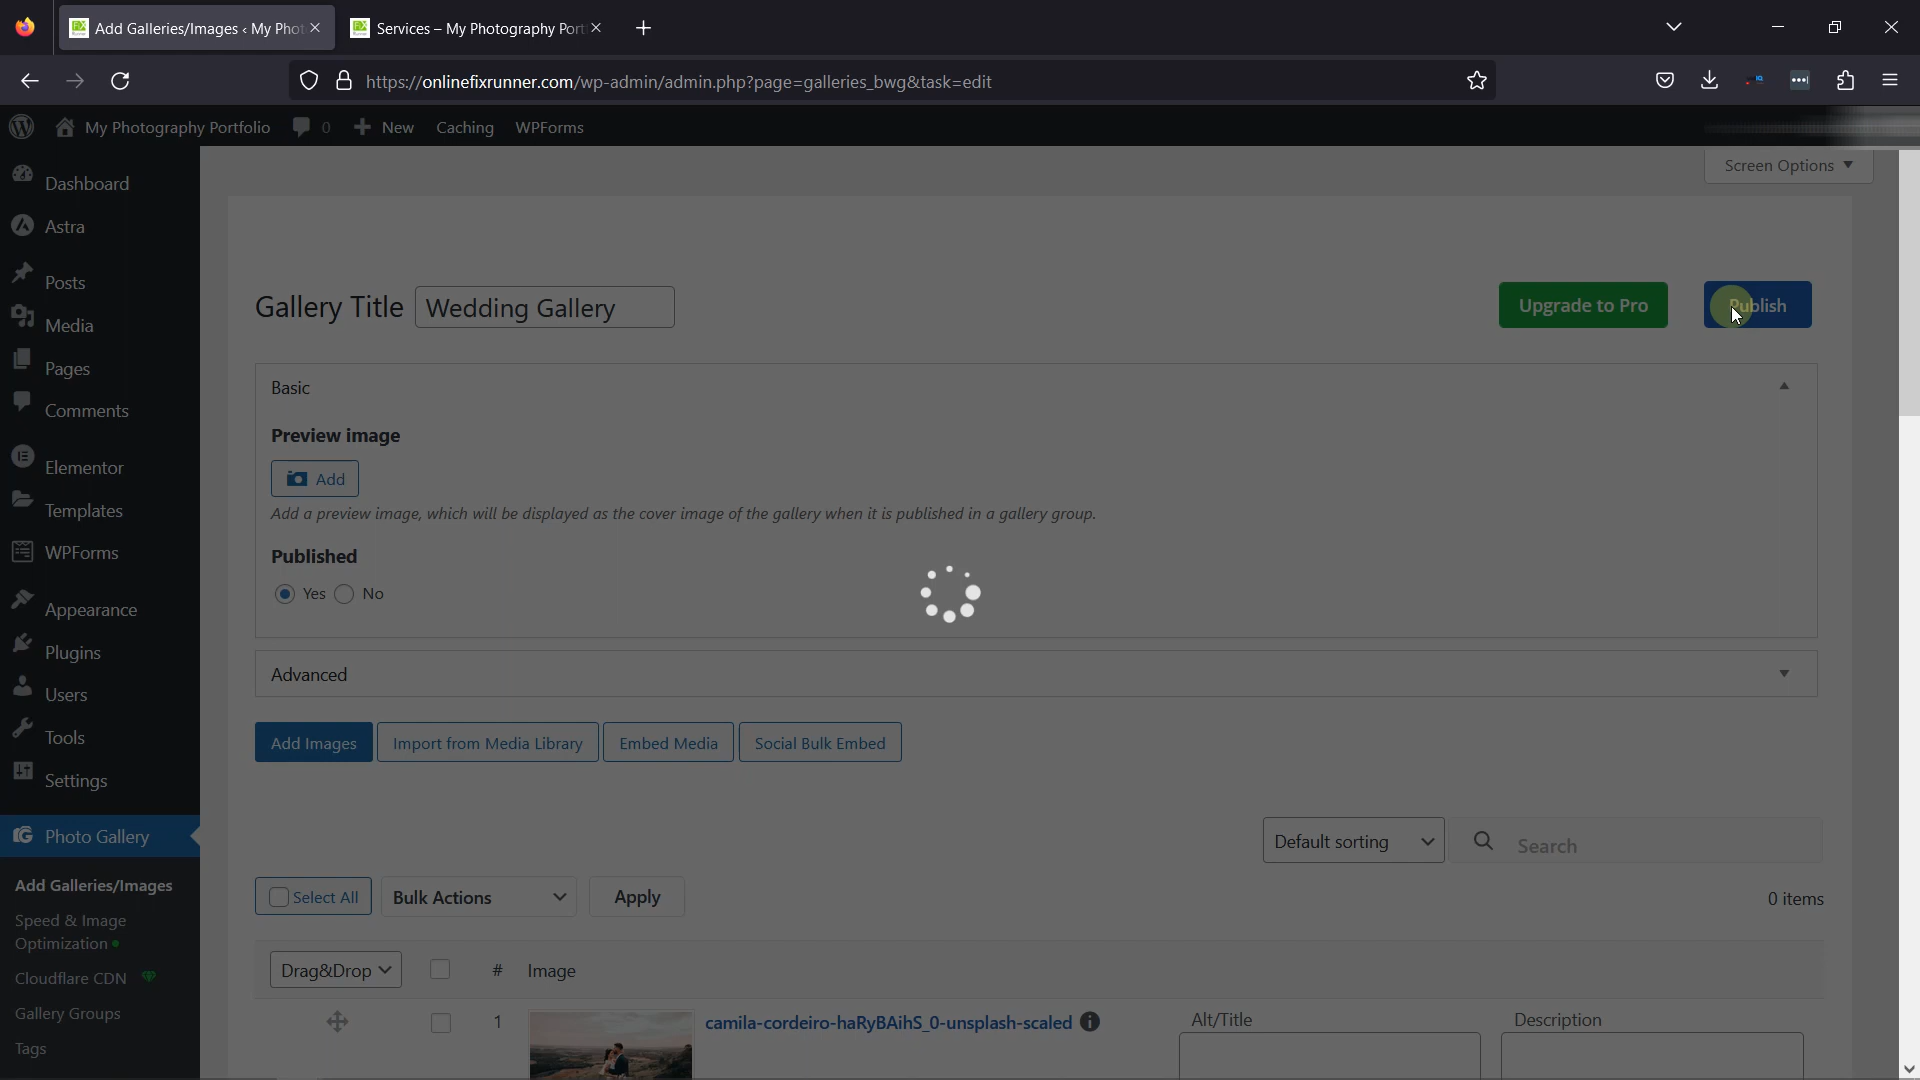 Add Galleries/Images ‹ My Phot
Services – My Photography Port
https://onlinefixrunner.com/wp-admin/admin.php?page=galleries_bwg&task=edit
My Photography Portfolio
0
New
Caching
WPForms
Screen Options
Dashboard
Astra
Posts
Media
Pages
Comments
Elementor
Templates
WPForms
Appearance
Plugins
Users
Tools
Settings
Photo Gallery
Add Galleries/Images
Speed & Image
Optimization
Cloudflare CDN
Gallery Groups
Tags
Gallery Title
Wedding Gallery
Upgrade to Pro
Publish
Basic
Preview image
Add
Add a preview image, which will be displayed as the cover image of the gallery when it is published in a gallery group.
Published
Yes
No
Advanced
Add Images
Import from Media Library
Embed Media
Social Bulk Embed
Default sorting
Search
Select All
Bulk Actions
Apply
0 items
Drag&Drop
#
Image
1
camila-cordeiro-haRyBAihS_0-unsplash-scaled
Alt/Title
Description